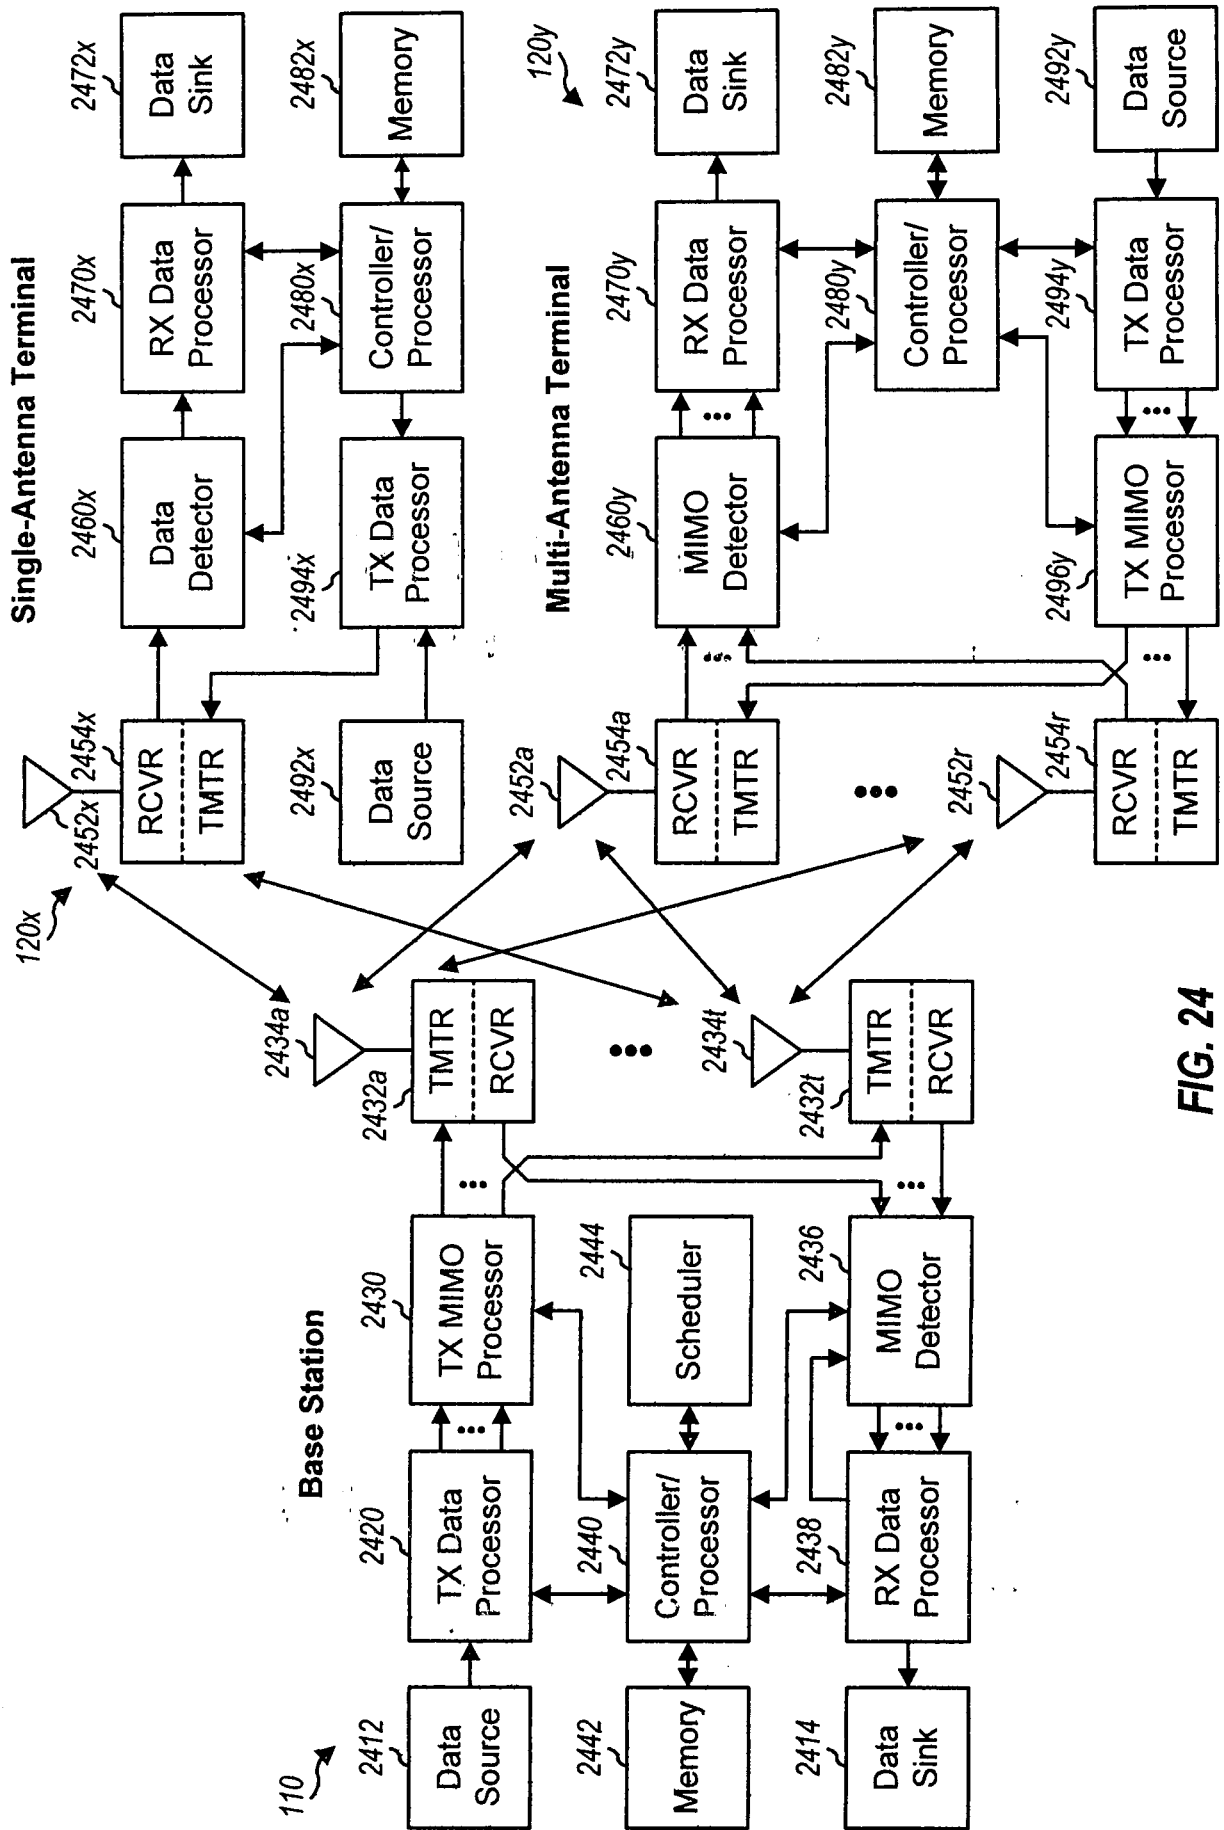 Base Station
110
2412
Data
Source
2420
TX Data
Processor
2430
TX MIMO
Processor
2432a
TMTR
RCVR
2434a
2442
Memory
2440
Controller/
Processor
2444
Scheduler
2414
Data
Sink
2438
RX Data
Processor
2436
MIMO
Detector
2432t
TMTR
RCVR
2434t
Single-Antenna Terminal
120x
2452x
2454x
RCVR
TMTR
2460x
Data
Detector
2470x
RX Data
Processor
2472x
Data
Sink
2492x
Data
Source
2494x
TX Data
Processor
2480x
Controller/
Processor
2482x
Memory
Multi-Antenna Terminal
120y
2452a
2454a
RCVR
TMTR
2460y
MIMO
Detector
2470y
RX Data
Processor
2472y
Data
Sink
2480y
Controller/
Processor
2482y
Memory
2452r
2454r
RCVR
TMTR
2496y
TX MIMO
Processor
2494y
TX Data
Processor
2492y
Data
Source
FIG. 24